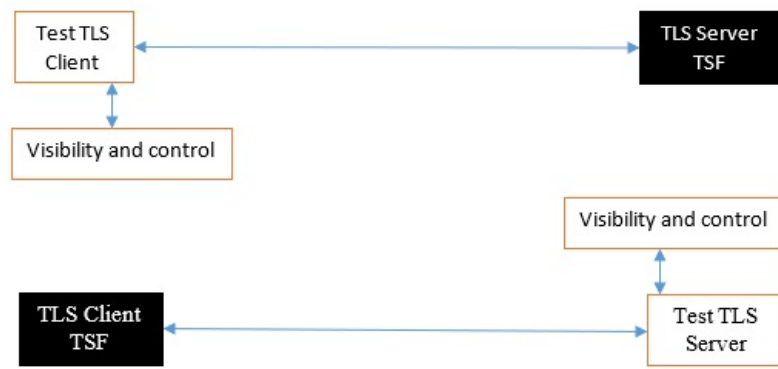 Test TLS
Client
TLS Server
TSF
Visibility and control
Visibility and control
TLS Client
TSF
Test TLS
Server